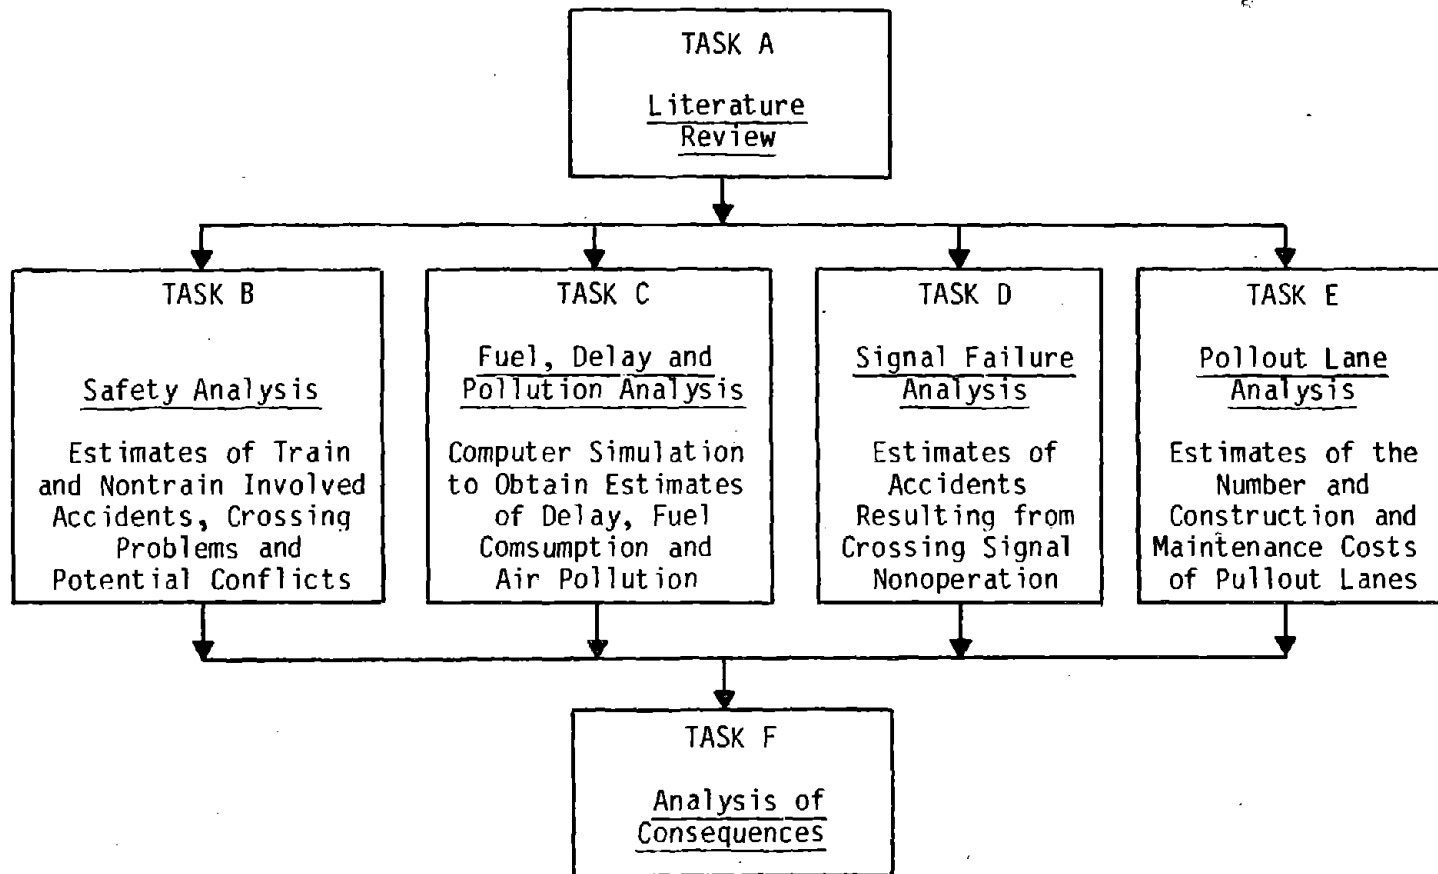 TASK A
Literature
Review
TASK B
Safety Analysis
Estimates of Train
and Nontrain Involved
Accidents, Crossing
Problems and
Potential Conflicts
TASK C
Fuel, Delay and
Pollution Analysis
Computer Simulation
to Obtain Estimates
of Delay, Fuel
Comsumption and
Air Pollution
TASK D
Signal Failure
Analysis
Estimates of
Accidents
Resulting from
Crossing Signal
Nonoperation
TASK E
Pollout Lane
Analysis
Estimates of the
Number and
Construction and
Maintenance Costs
of Pullout Lanes
TASK F
Analysis of
Consequences